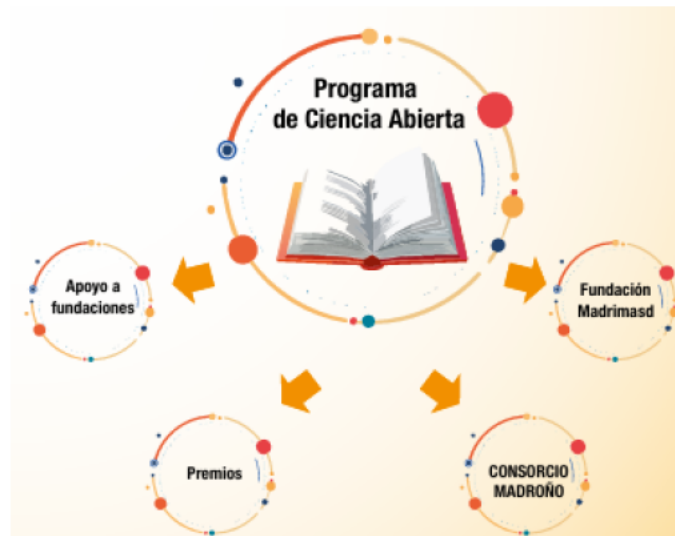 Programa
de Ciencia Abierta
Apoyo a
fundaciones
Fundación
Madrimasd
Premios
CONSORCIO
MADROÑO